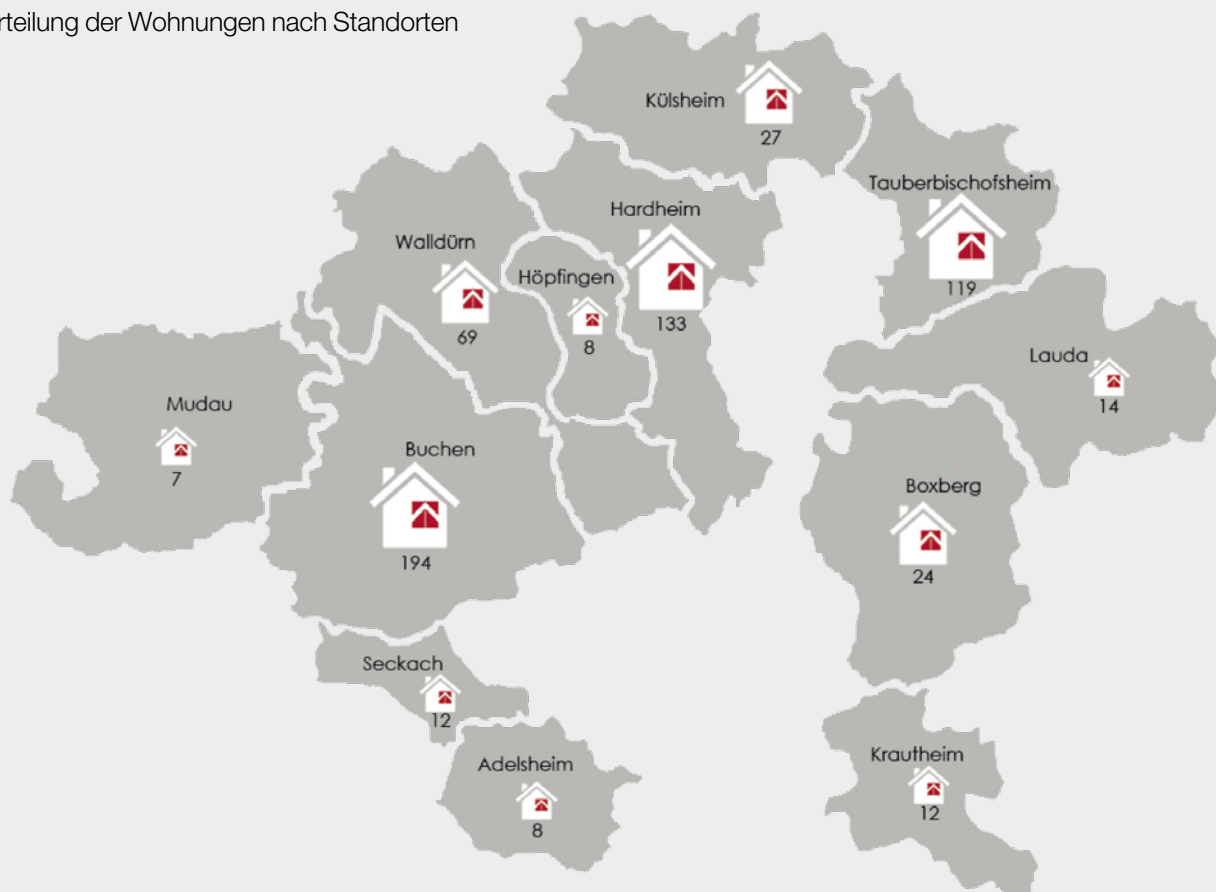 rteilung der Wohnungen nach Standorten
Külsheim
27
Tauberbischofsheim
119
Hardheim
133
Walldürn
69
Höpfingen
8
Lauda
14
Mudau
7
Buchen
194
Boxberg
24
Seckach
12
Adelsheim
8
Krautheim
12